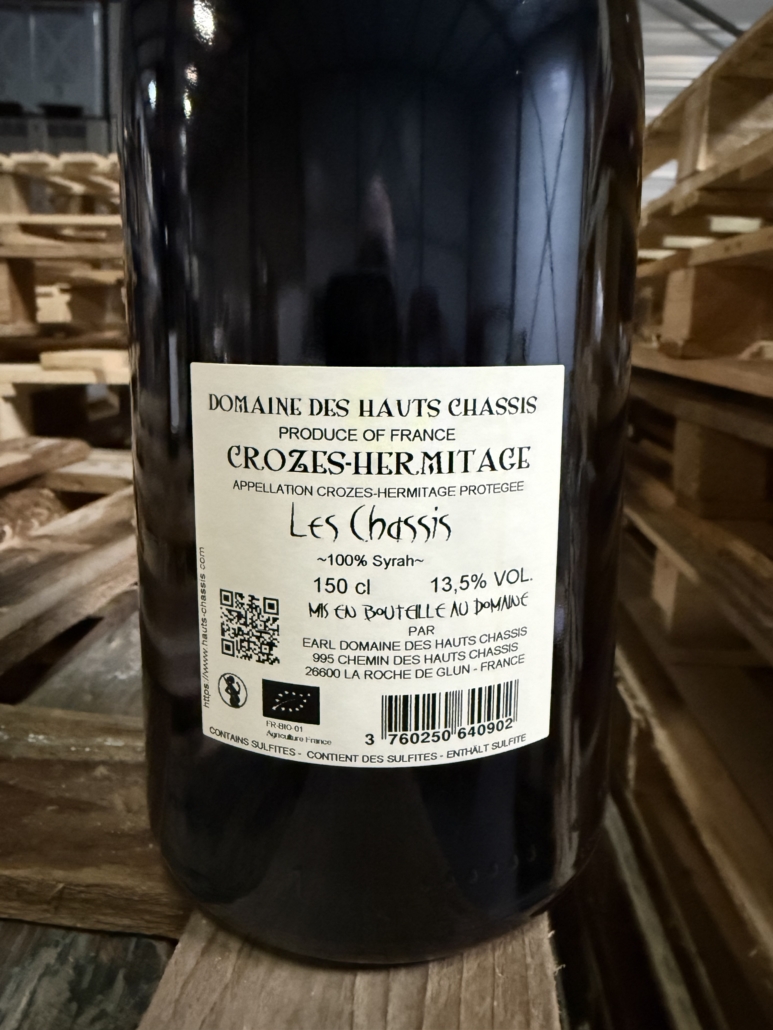 DOMAINE DES HAUTS CHASSIS
PRODUCE OF FRANCE
CROZES-HERMITAGE
APPELLATION CROZES-HERMITAGE PROTEGEE
Les Chassis
~100% Syrah~
150 cl 13,5% VOL.
MIS EN BOUTEILLE AU DOMAINE
PAR
EARL DOMAINE DES HAUTS CHASSIS
995 CHEMIN DES HAUTS CHASSIS
26600 LA ROCHE DE GLUN - FRANCE
https://www.hauts-chassis.com
FR-BIO-01
Agriculture France
3 760250 640902
CONTAINS SULFITES - CONTIENT DES SULFITES - ENTHÄLT SULFITE